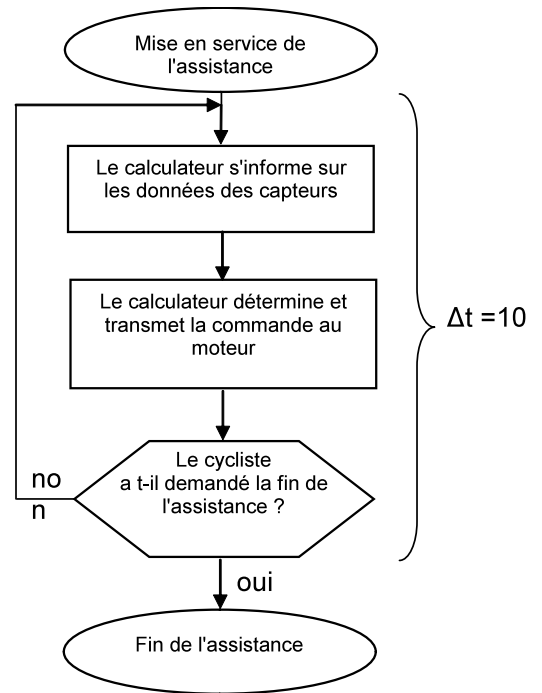 Mise en service de
l'assistance
Le calculateur s'informe sur
les données des capteurs
Le calculateur détermine et
transmet la commande au
moteur
Δt =10
Le cycliste
a t-il demandé la fin de
l'assistance ?
no
n
oui
Fin de l'assistance